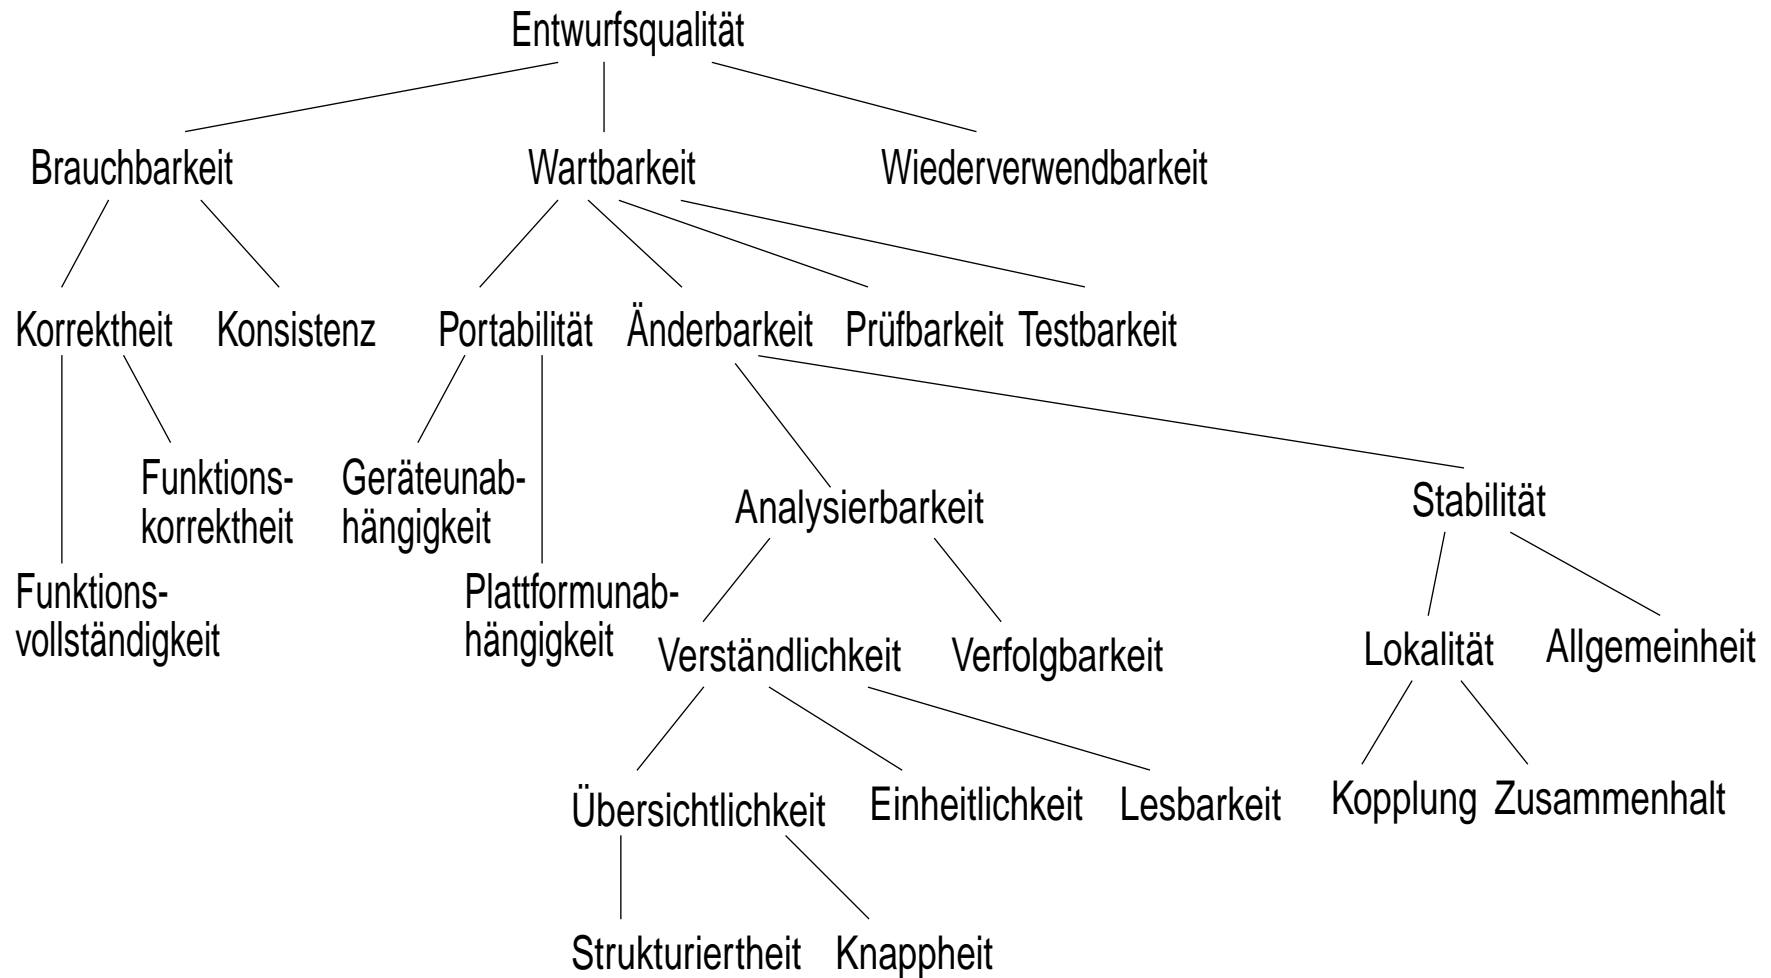 Entwurfsqualität
Brauchbarkeit
Wartbarkeit
Wiederverwendbarkeit
Korrektheit
Konsistenz
Portabilität
Änderbarkeit
Prüfbarkeit
Testbarkeit
Funktions-
korrektheit
Geräteunab-
hängigkeit
Analysierbarkeit
Stabilität
Funktions-
vollständigkeit
Plattformunab-
hängigkeit
Verständlichkeit
Verfolgbarkeit
Lokalität
Allgemeinheit
Übersichtlichkeit
Einheitlichkeit
Lesbarkeit
Kopplung
Zusammenhalt
Strukturiertheit
Knappheit